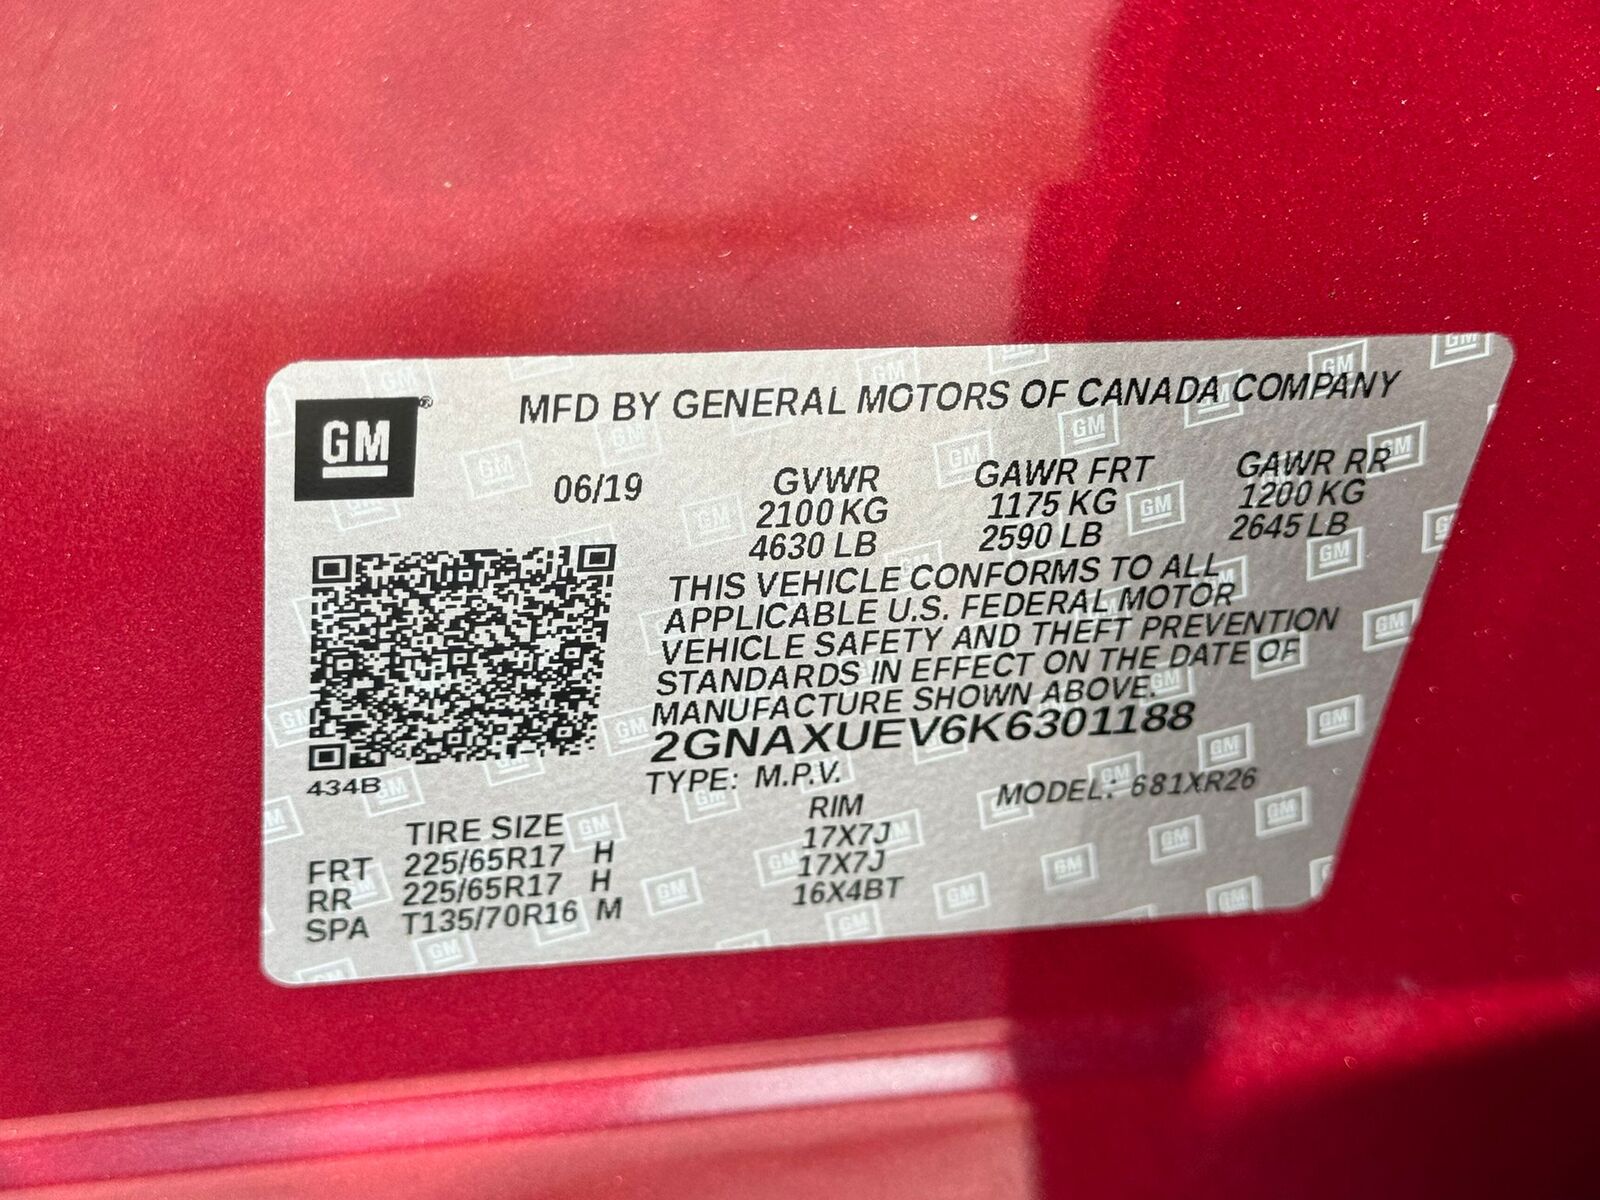 GM®
MFD BY GENERAL MOTORS OF CANADA COMPANY
06/19
GVWR GAWR FRT GAWR RR
2100 KG 1175 KG 1200 KG
4630 LB 2590 LB 2645 LB
THIS VEHICLE CONFORMS TO ALL
APPLICABLE U.S. FEDERAL MOTOR
VEHICLE SAFETY AND THEFT PREVENTION
STANDARDS IN EFFECT ON THE DATE OF
MANUFACTURE SHOWN ABOVE.
2GNAXUEV6K6301188
434B
TYPE: M.P.V. MODEL: 681XR26
TIRE SIZE RIM
FRT 225/65R17 H 17X7J
RR 225/65R17 H 17X7J
SPA T135/70R16 M 16X4BT